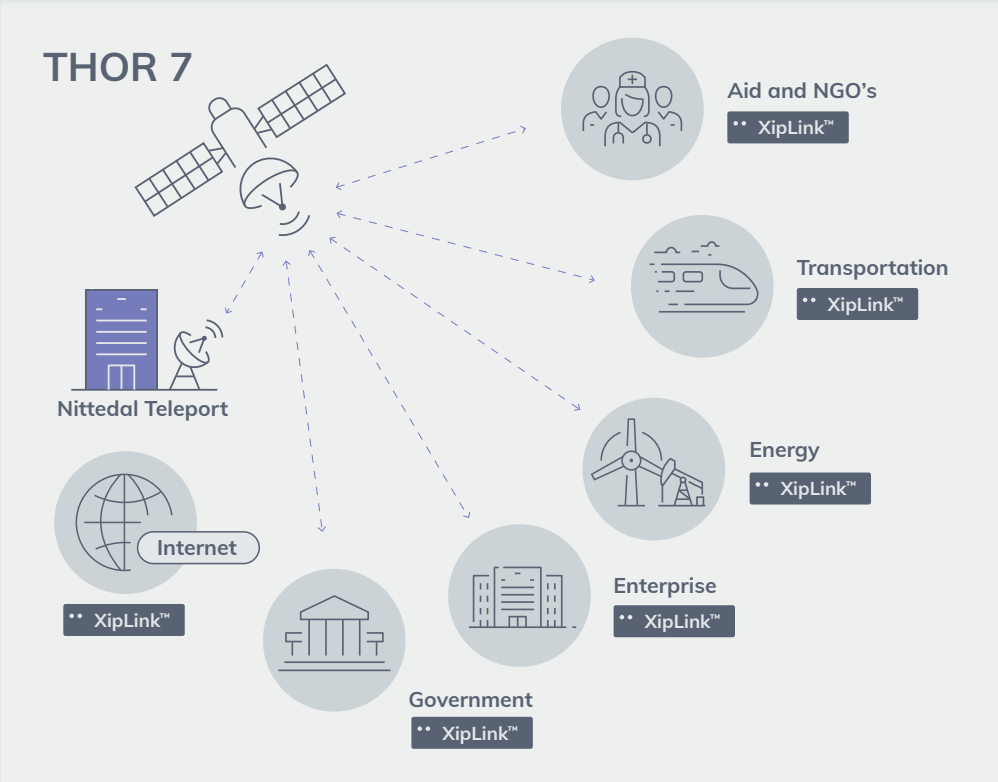 THOR 7
Aid and NGO’s
XipLink™
Transportation
XipLink™
Nittedal Teleport
Energy
XipLink™
Internet
XipLink™
Enterprise
XipLink™
Government
XipLink™